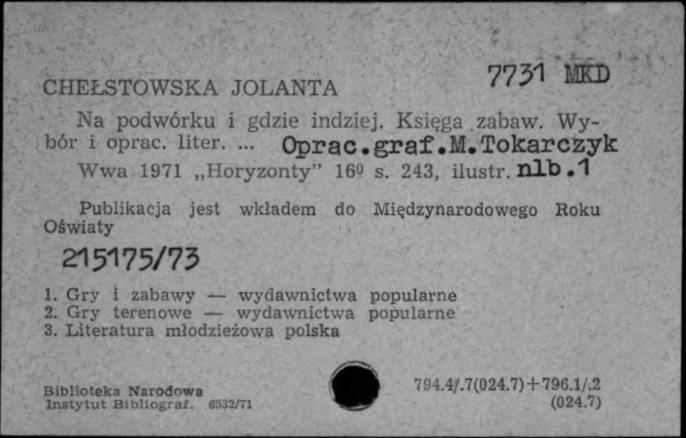 7731 MKD
CHEŁSTOWSKA JOLANTA
Na podwórku i gdzie indziej. Księga zabaw. Wy-
bór i oprac. liter. ... Oprac.graf.M.Tokarczyk
Wwa 1971 „Horyzonty” 16º s. 243, ilustr. nlb.1
Publikacja jest wkładem do Międzynarodowego Roku
Oświaty
215175/73
1. Gry i zabawy — wydawnictwa popularne
2. Gry terenowe — wydawnictwa popularne
3. Literatura młodzieżowa polska
Biblioteka Narodowa
Instytut Bibliograf. 6532/71
794.4/.7(024.7)+796.1/.2
(024.7)